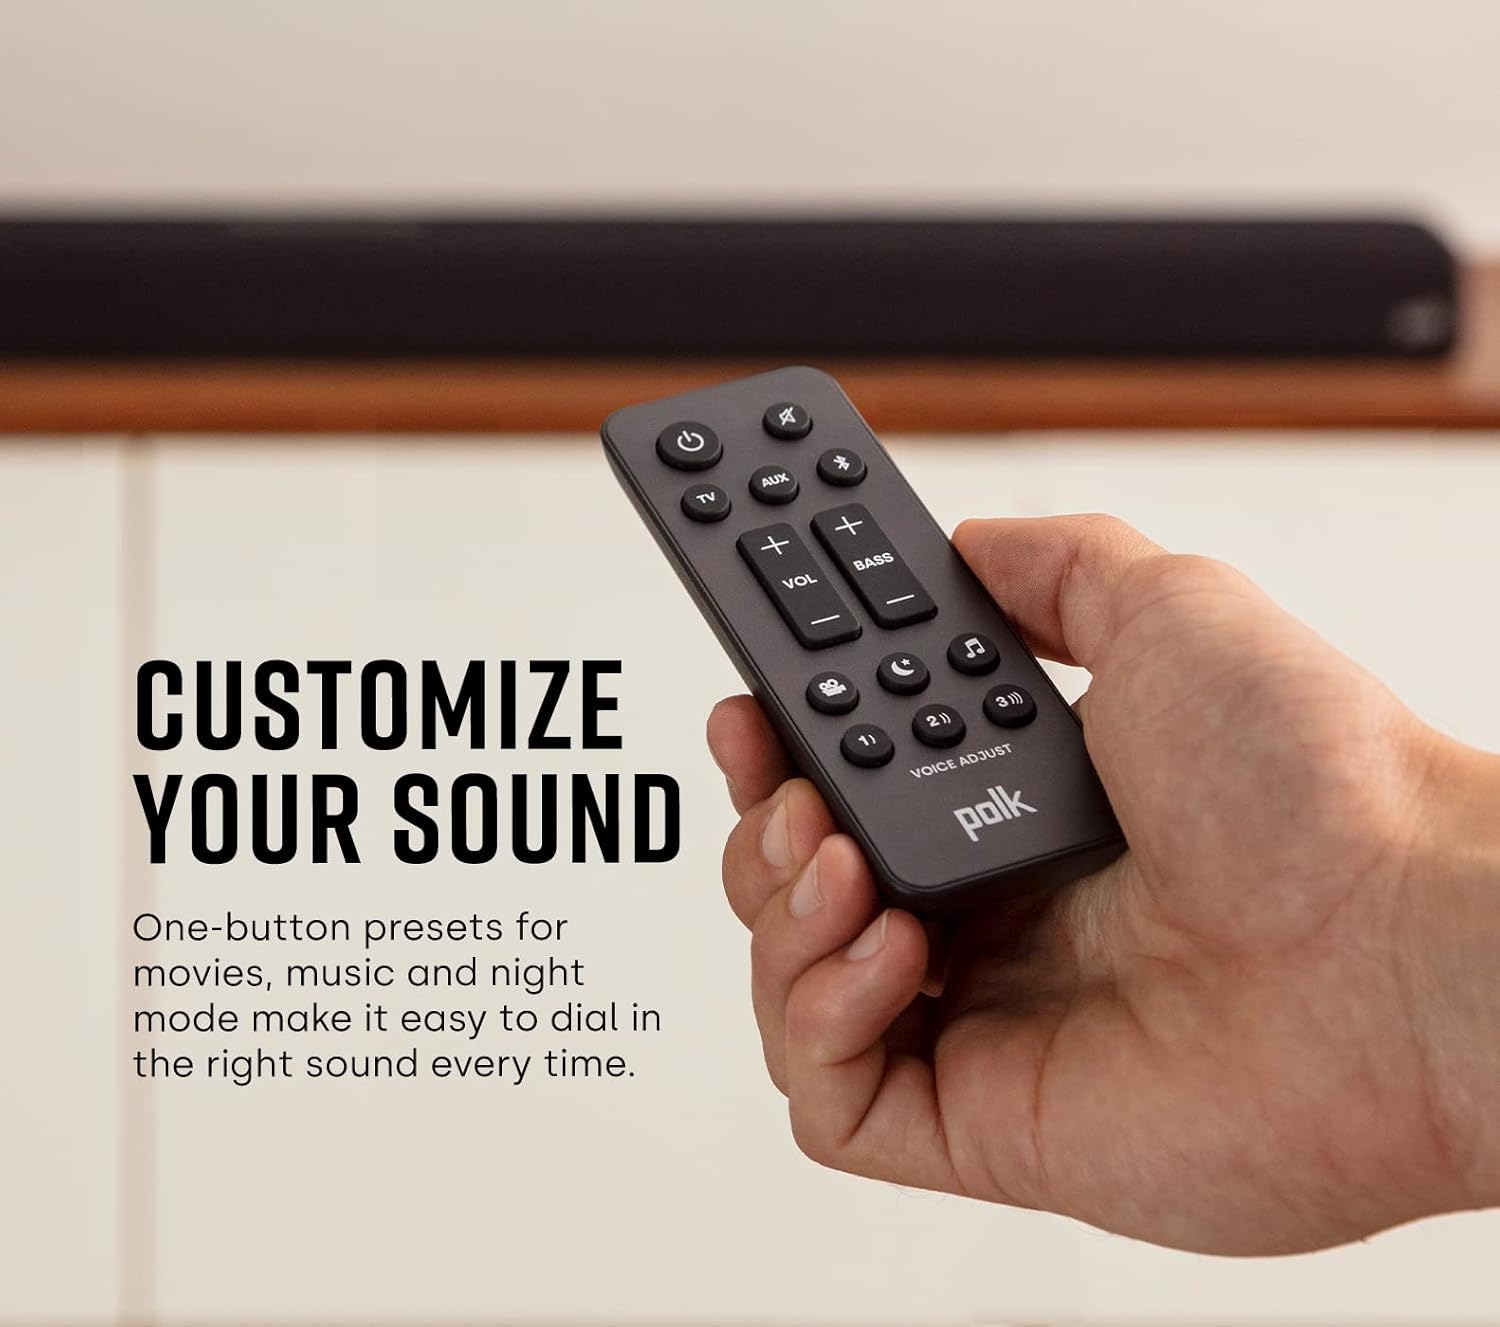 CUSTOMIZE
YOUR SOUND
One-button presets for
movies, music and night
mode make it easy to dial in
the right sound every time.
TV
AUX
+ +
VOL BASS
— —
1 2 3
VOICE ADJUST
polk